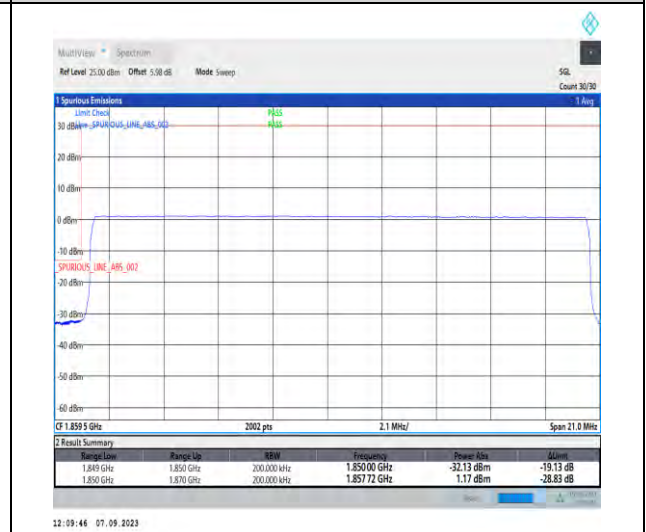 MultiView Spectrum
Ref Level 25.00 dBm Offset 5.98 dB Mode Sweep SGL
Count 30/30
1 Spurious Emissions 1 Avg
Limit Check PASS
30 dBm Line _SPURIOUS_LINE_ABS_002 PASS
20 dBm
10 dBm
0 dBm
-10 dBm
_SPURIOUS_LINE_ABS_002
-20 dBm
-30 dBm
-40 dBm
-50 dBm
-60 dBm
CF 1.859 5 GHz 2002 pts 2.1 MHz/ Span 21.0 MHz
2 Result Summary
Range Low Range Up RBW Frequency Power Abs ΔLimit
1.849 GHz 1.850 GHz 200.000 kHz 1.85000 GHz -32.13 dBm -19.13 dB
1.850 GHz 1.870 GHz 200.000 kHz 1.85772 GHz 1.17 dBm -28.83 dB
12:09:46 07.09.2023